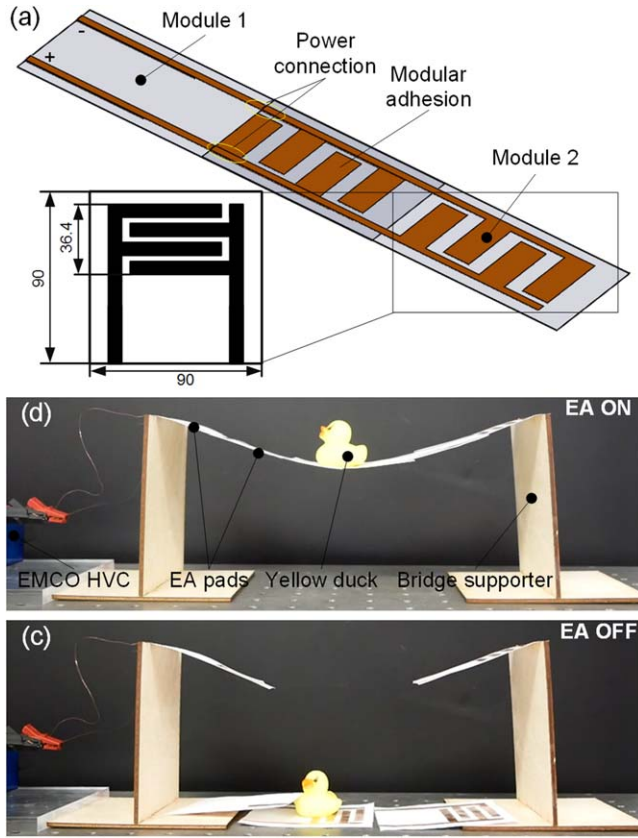 (a)
Module 1
Power
connection
Modular
adhesion
Module 2
-
+
36.4
90
90
(d)
EA ON
EMCO HVC
EA pads
Yellow duck
Bridge supporter
(c)
EA OFF